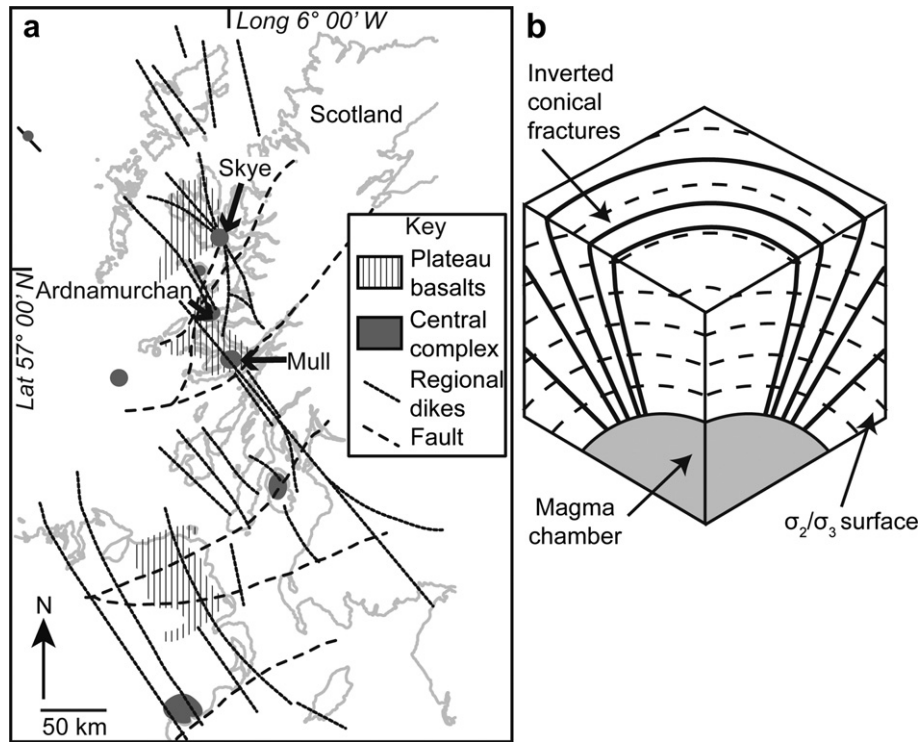 a
Long 6° 00' W
Scotland
Skye
Ardnamurchan
Lat 57° 00' N
Mull
Key
Plateau
basalts
Central
complex
Regional
dikes
Fault
N
50 km
b
Inverted
conical
fractures
Magma
chamber
σ2/σ3 surface